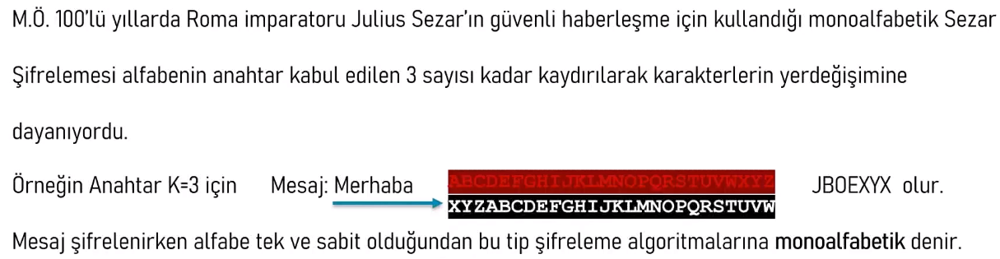 M.Ö. 100'lü yıllarda Roma imparatoru Julius Sezar'ın güvenli haberleşme için kullandığı monoalfabetik Sezar
Şifrelemesi alfabenin anahtar kabul edilen 3 sayısı kadar kaydırılarak karakterlerin yerdeğişimine
dayanıyordu.
Örneğin Anahtar K=3 için Mesaj: Merhaba ABCDEFGHIJKLMNOPQRSTUVWXYZ JBOEXYX olur.
XYZABCDEFGHIJKLMNOPQRSTUVW
Mesaj şifrelenirken alfabe tek ve sabit olduğundan bu tip şifreleme algoritmalarına monoalfabetik denir.